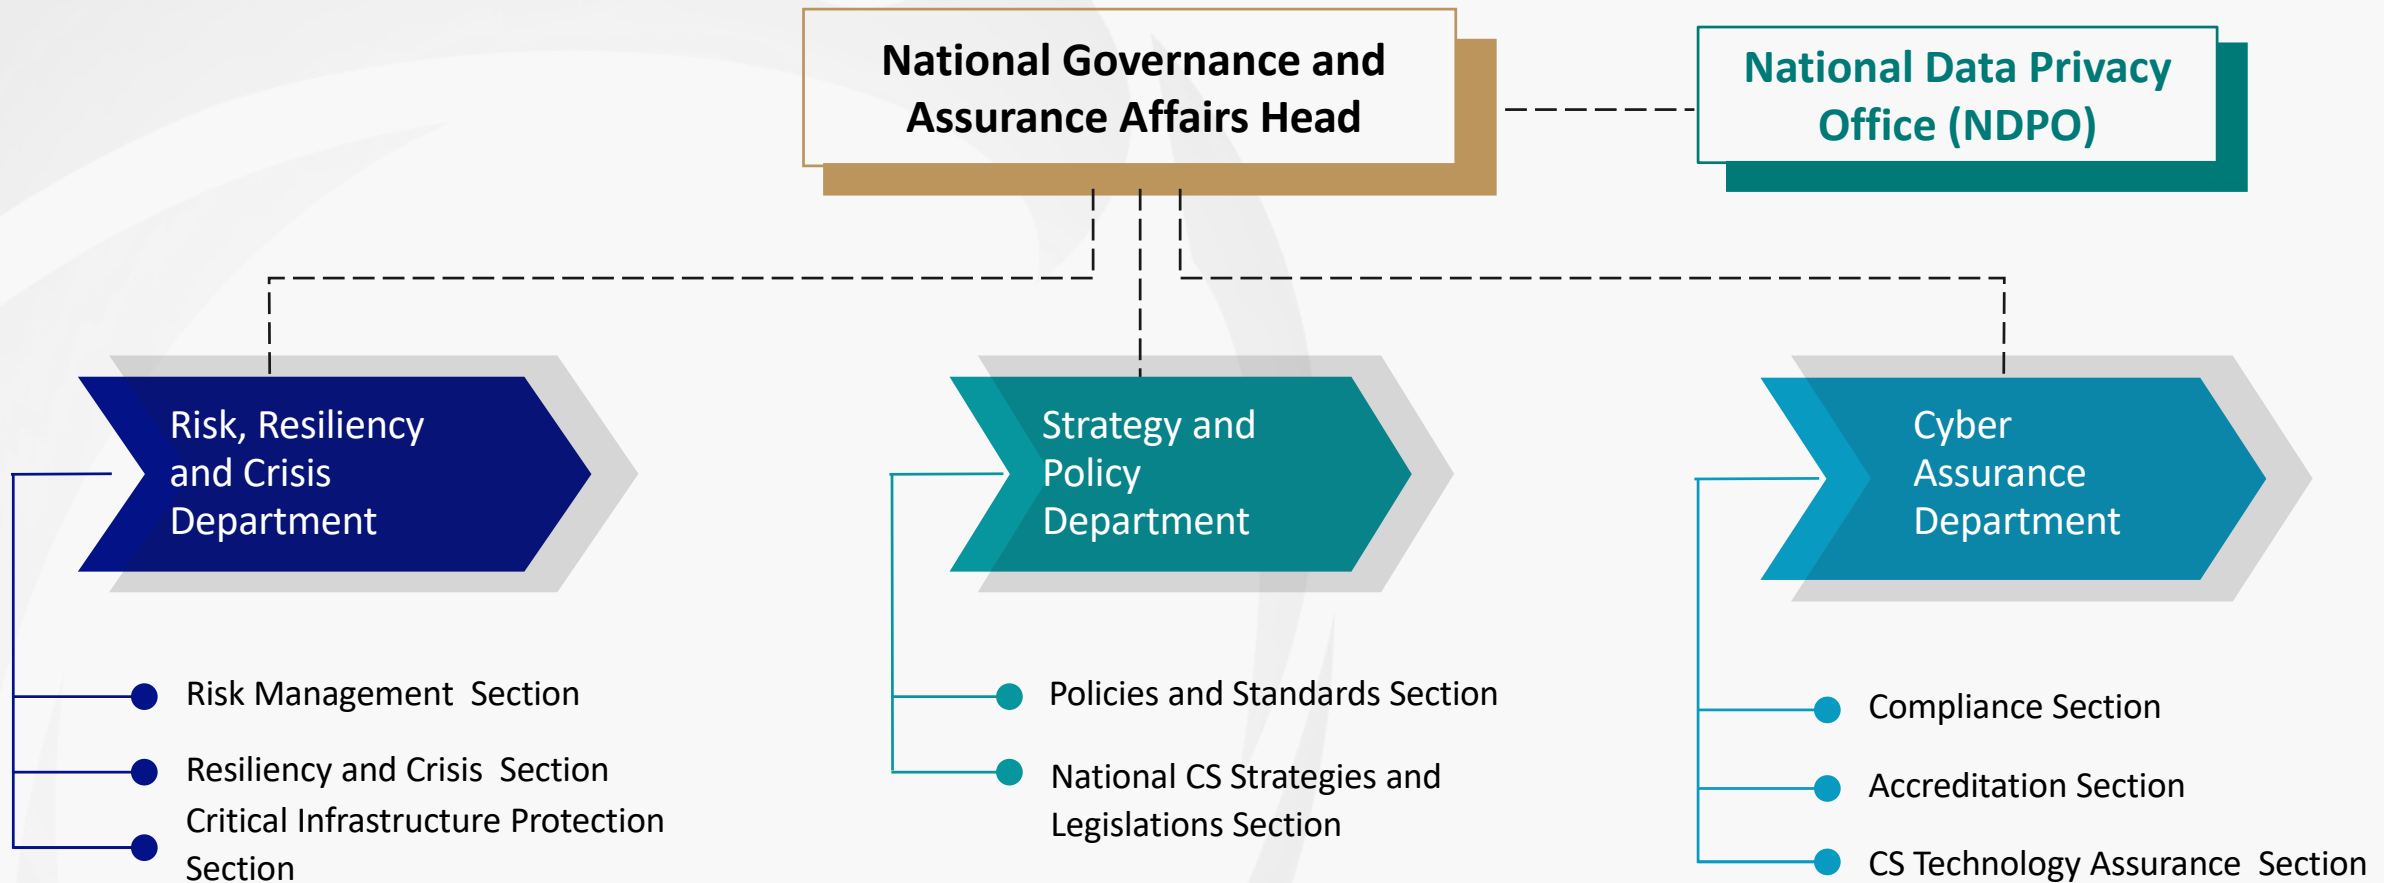 National Governance and
Assurance Affairs Head
National Data Privacy
Office (NDPO)
Risk, Resiliency
and Crisis
Department
Risk Management Section
Resiliency and Crisis Section
Critical Infrastructure Protection
Section
Strategy and
Policy
Department
Policies and Standards Section
National CS Strategies and
Legislations Section
Cyber
Assurance
Department
Compliance Section
Accreditation Section
CS Technology Assurance Section